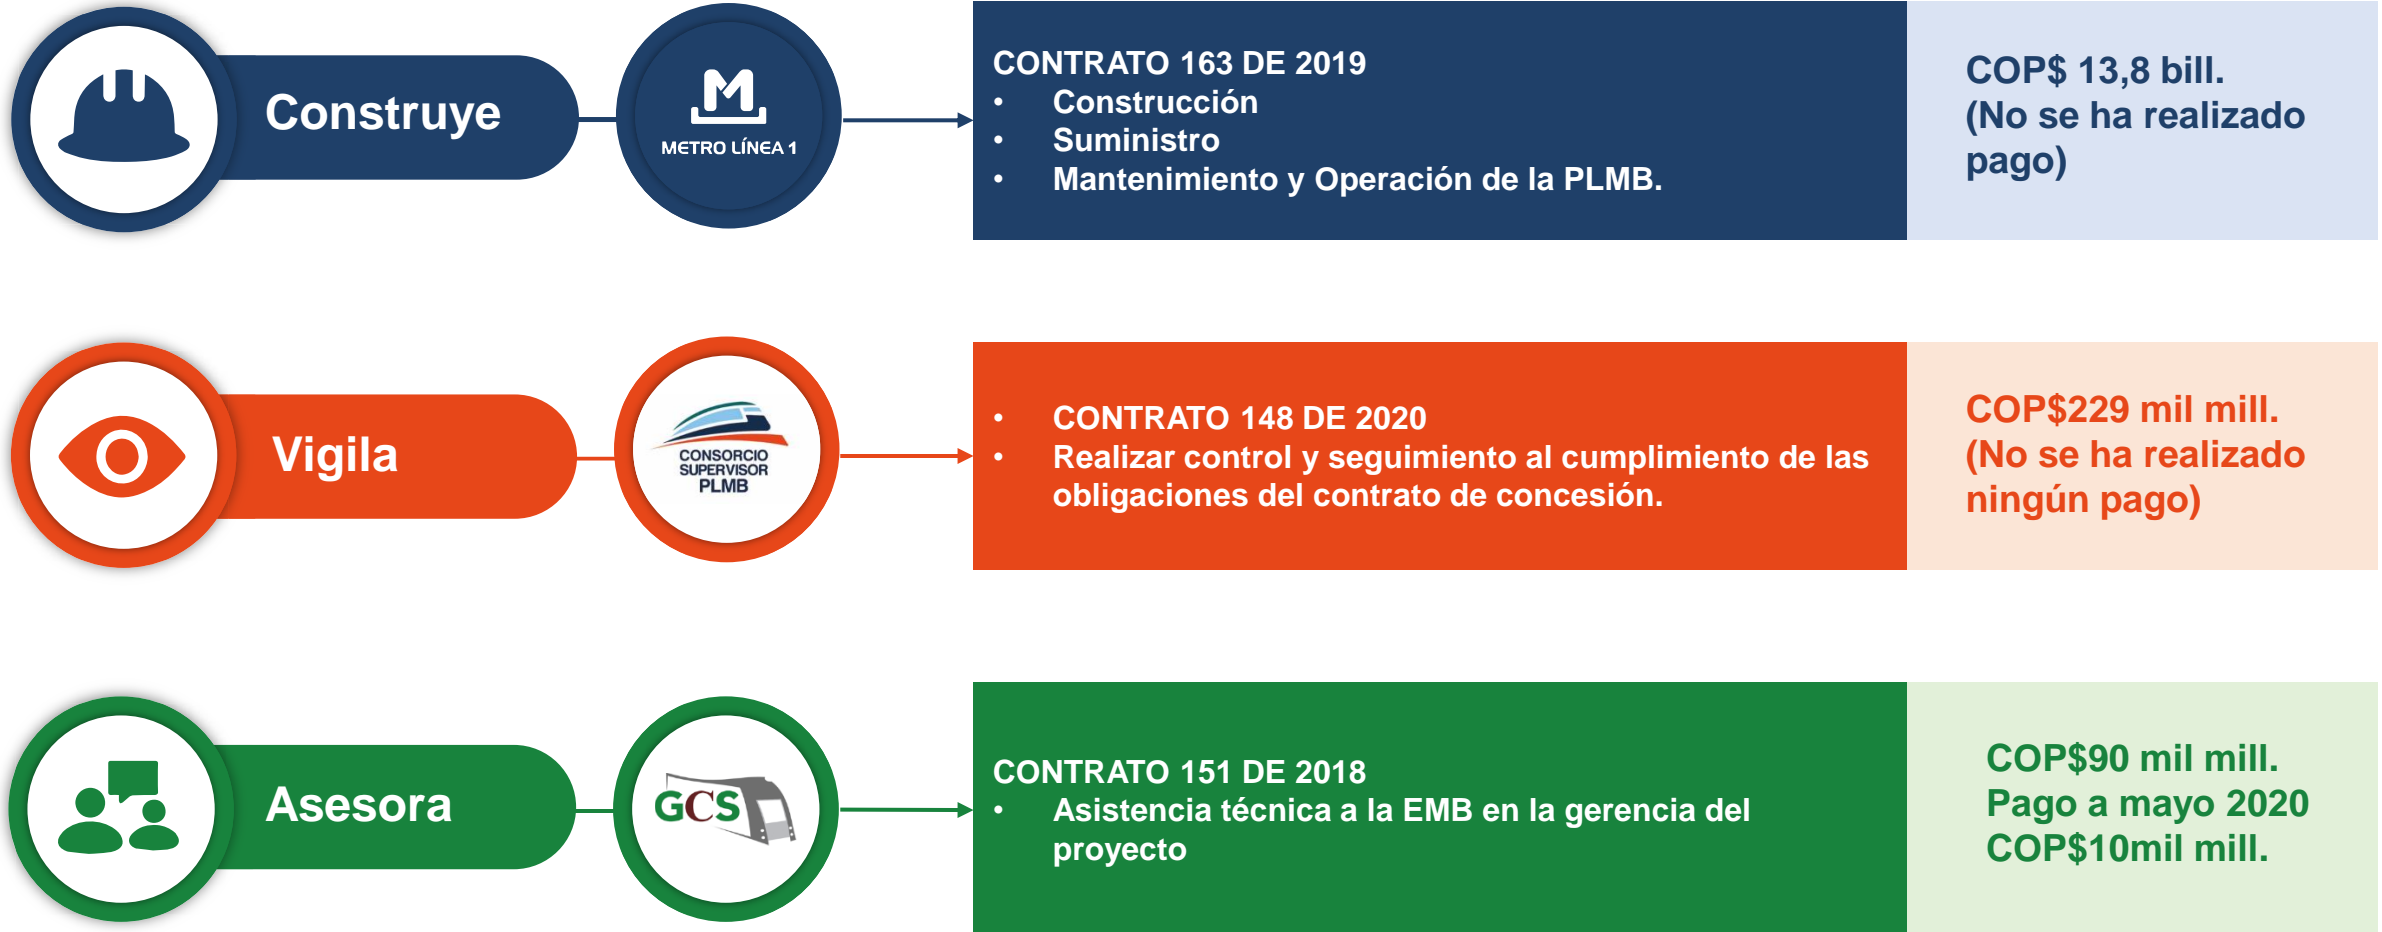 Construye
METRO LÍNEA 1
CONTRATO 163 DE 2019
• Construcción
• Suministro
• Mantenimiento y Operación de la PLMB.
COP$ 13,8 bill.
(No se ha realizado
pago)
Vigila
CONSORCIO
SUPERVISOR
PLMB
• CONTRATO 148 DE 2020
• Realizar control y seguimiento al cumplimiento de las
obligaciones del contrato de concesión.
COP$229 mil mill.
(No se ha realizado
ningún pago)
Asesora
GCS
CONTRATO 151 DE 2018
• Asistencia técnica a la EMB en la gerencia del
proyecto
COP$90 mil mill.
Pago a mayo 2020
COP$10mil mill.